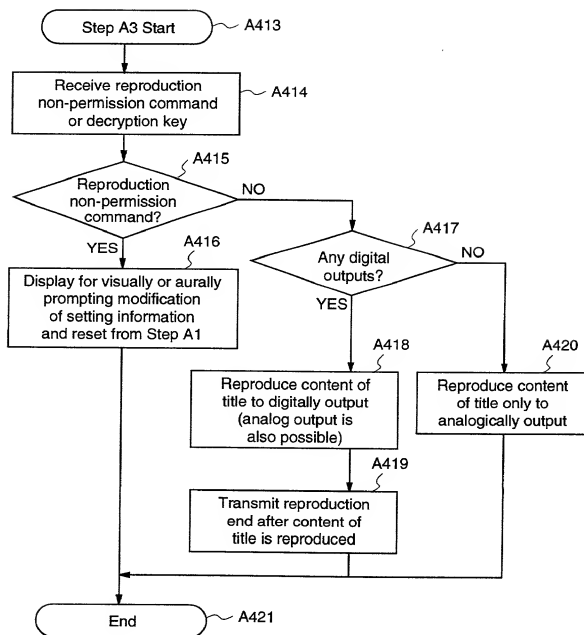 Step A3 Start
A413
Receive reproduction
non-permission command
or decryption key
A414
A415
Reproduction
non-permission
command?
NO
YES
A416
Display for visually or aurally
prompting modification
of setting information
and reset from Step A1
A417
Any digital
outputs?
NO
YES
A418
Reproduce content of
title to digitally output
(analog output is
also possible)
A420
Reproduce content
of title only to
analogically output
A419
Transmit reproduction
end after content of
title is reproduced
End
A421